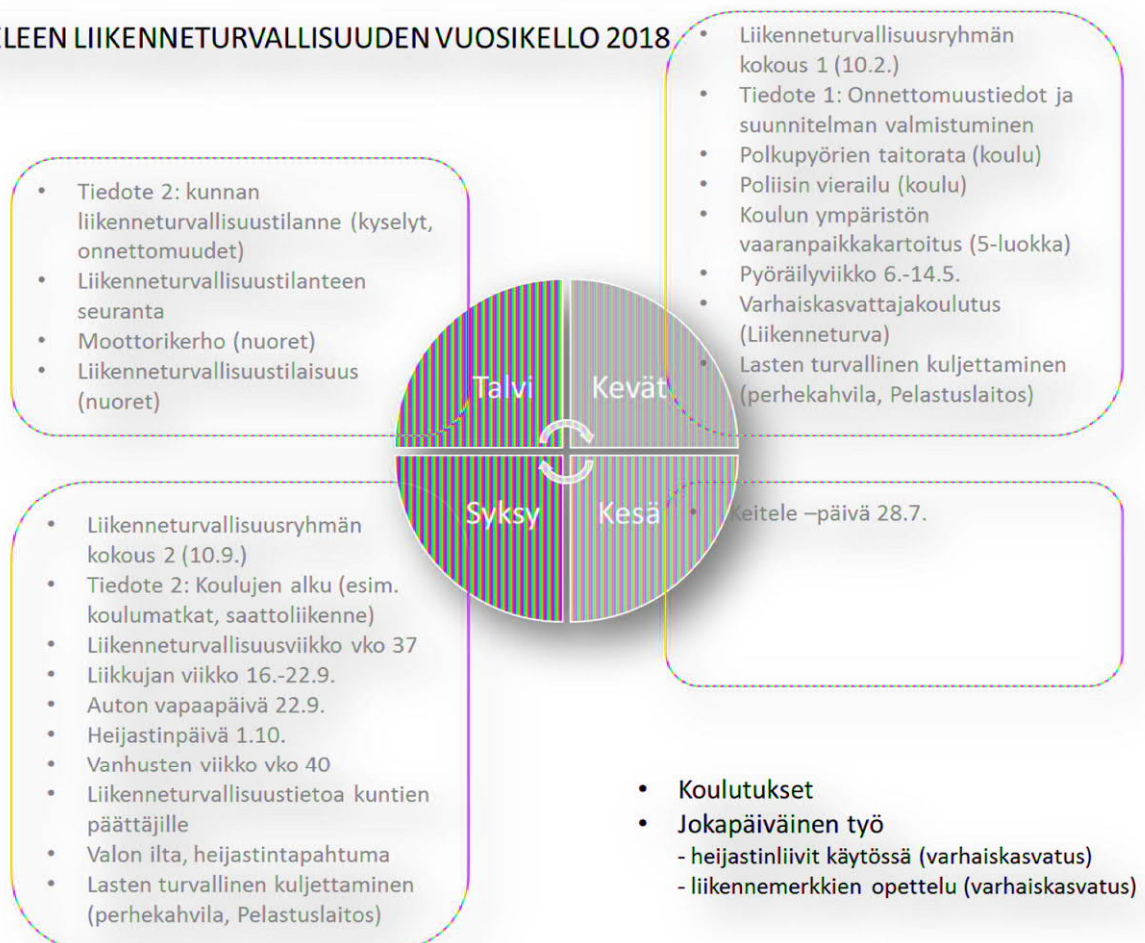 ELEEN LIIKENNETURVALLISUUDEN VUOSIKELLO 2018
• Liikenneturvallisuusryhmän
kokous 1 (10.2.)
• Tiedote 1: Onnettomuustiedot ja
suunnitelman valmistuminen
• Polkupyörien taitorata (koulu)
• Poliisin vierailu (koulu)
• Koulun ympäristön
vaaranpaikkakartoitus (5-luokka)
• Pyöräilyviikko 6.-14.5.
• Varhaiskasvattajakoulutus
(Liikenneturva)
• Lasten turvallinen kuljettaminen
(perhekahvila, Pelastuslaitos)
• Tiedote 2: kunnan
liikenneturvallisuustilanne (kyselyt,
onnettomuudet)
• Liikenneturvallisuustilanteen
seuranta
• Moottorikerho (nuoret)
• Liikenneturvallisuustilaisuus
(nuoret)
Talvi
Kevät
Syksy
Kesä
• Keitele –päivä 28.7.
• Liikenneturvallisuusryhmän
kokous 2 (10.9.)
• Tiedote 2: Koulujen alku (esim.
koulumatkat, saattoliikenne)
• Liikenneturvallisuusviikko vko 37
• Liikkujan viikko 16.-22.9.
• Auton vapaapäivä 22.9.
• Heijastinpäivä 1.10.
• Vanhusten viikko vko 40
• Liikenneturvallisuustietoa kuntien
päättäjille
• Valon ilta, heijastintapahtuma
• Lasten turvallinen kuljettaminen
(perhekahvila, Pelastuslaitos)
• Koulutukset
• Jokapäiväinen työ
- heijastinliivit käytössä (varhaiskasvatus)
- liikennemerkkien opettelu (varhaiskasvatus)